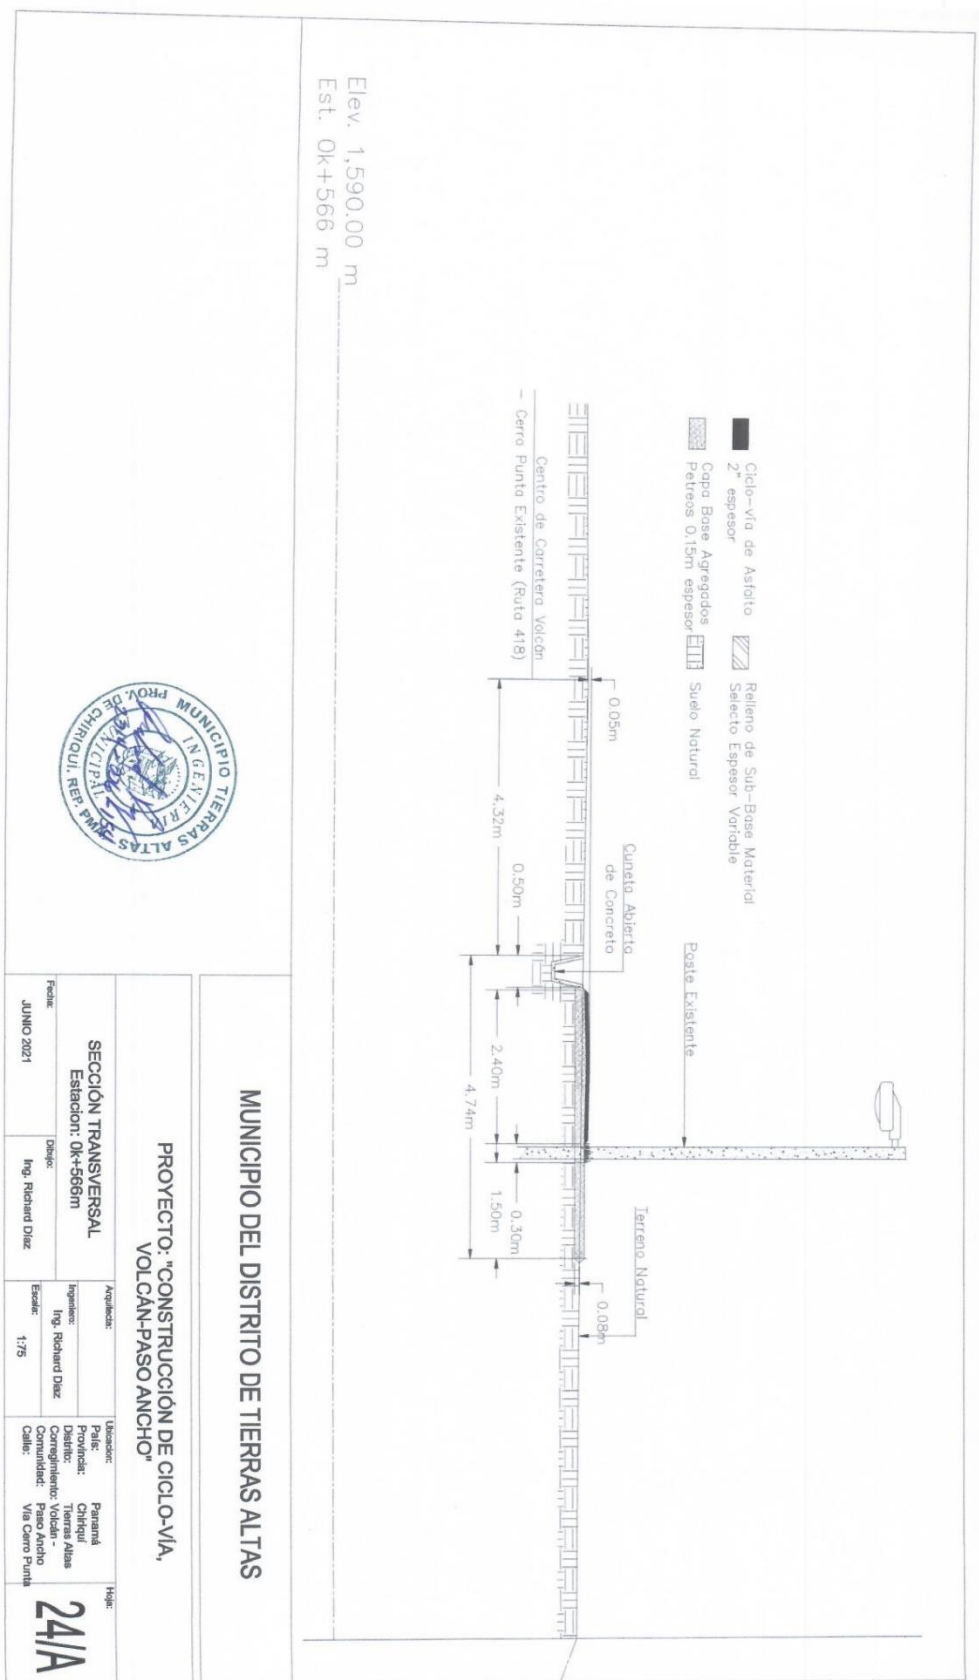 Ciclo-vía de Asfalto
2" espesor
Relleno de Sub-Base Material
Selecto Espesor Variable
Capa Base Agregados
Petreos 0.15m espesor
Suelo Natural
Poste Existente
Terreno Natural
Cuneta Abierta
de Concreto
0.05m
0.08m
Centro de Carretera Volcán
- Cerro Punta Existente (Ruta 418)
4.32m
0.50m
2.40m
0.30m
1.50m
4.74m
Elev. 1,590.00 m
Est. 0k+566 m
MUNICIPIO TIERRAS ALTAS
INGENIERIA
MUNICIPAL
PROV. DE CHIRIQUI, REP. PMA.
MUNICIPIO DEL DISTRITO DE TIERRAS ALTAS
PROYECTO: "CONSTRUCCIÓN DE CICLO-VÍA,
VOLCÁN-PASO ANCHO"
SECCIÓN TRANSVERSAL
Estacion: 0k+566m
Fecha:
JUNIO 2021
Dibujo:
Ing. Richard Díaz
Arquitecto:
Ingeniero:
Ing. Richard Díaz
Escala:
1:75
Ubicación:
País: Panamá
Provincia: Chiriquí
Distrito: Tierras Altas
Corregimiento: Volcán -
Comunidad: Paso Ancho
Calle: Vía Cerro Punta
Hoja:
24/A